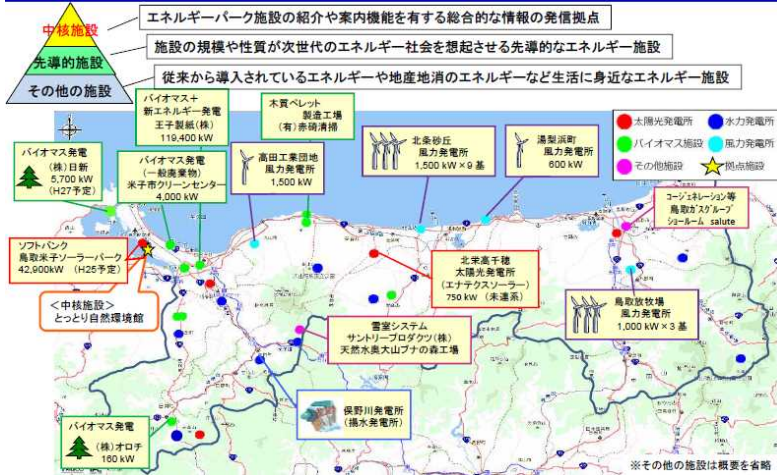 中核施設
エネルギーパーク施設の紹介や案内機能を有する総合的な情報の発信拠点
先導的施設
施設の規模や性質が次世代のエネルギー社会を想起させる先導的なエネルギー施設
その他の施設
従来から導入されているエネルギーや地産地消のエネルギーなど生活に身近なエネルギー施設
バイオマス＋
新エネルギー発電
王子製紙(株)
119,400 kW
木質ペレット
製造工場
(有)赤碕清掃
バイオマス発電
(株)日新
5,700 kW
(H27予定)
バイオマス発電
(一般廃棄物)
米子市クリーンセンター
4,000 kW
高田工業団地
風力発電所
1,500 kW
北条砂丘
風力発電所
1,500 kW×9 基
湯梨浜町
風力発電所
600 kW
太陽光発電所
水力発電所
バイオマス施設
風力発電所
その他施設
拠点施設
コージェネレーション等
鳥取ガスグループ
ショールーム salute
ソフトバンク
鳥取米子ソーラーパーク
42,900kW (H25予定)
＜中核施設＞
とっとり自然環境館
北栄高千穂
太陽光発電所
(エナテクスソーラー)
750 kW (未連系)
鳥取放牧場
風力発電所
1,000 kW×3 基
雪室システム
サントリープロダクツ(株)
天然水奥大山ブナの森工場
俣野川発電所
(揚水発電所)
バイオマス発電
(株)オロチ
160 kW
※その他の施設は概要を省略